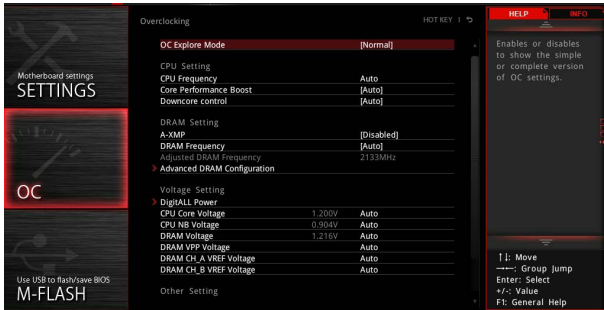 Overclocking
HOT KEY
HELP
INFO
Motherboard settings
SETTINGS
OC
Use USB to flash/save BIOS
M-FLASH
OC Explore Mode [Normal]
CPU Setting
CPU Frequency Auto
Core Performance Boost [Auto]
Downcore control [Auto]
DRAM Setting
A-XMP [Disabled]
DRAM Frequency [Auto]
Adjusted DRAM Frequency 2133MHz
Advanced DRAM Configuration
Voltage Setting
DigitALL Power
CPU Core Voltage 1.200V Auto
CPU NB Voltage 0.904V Auto
DRAM Voltage 1.216V Auto
DRAM VPP Voltage Auto
DRAM CH_A VREF Voltage Auto
DRAM CH_B VREF Voltage Auto
Other Setting
Enables or disables
to show the simple
or complete version
of OC settings.
↑↓: Move
→←: Group Jump
Enter: Select
+/-: Value
F1: General Help